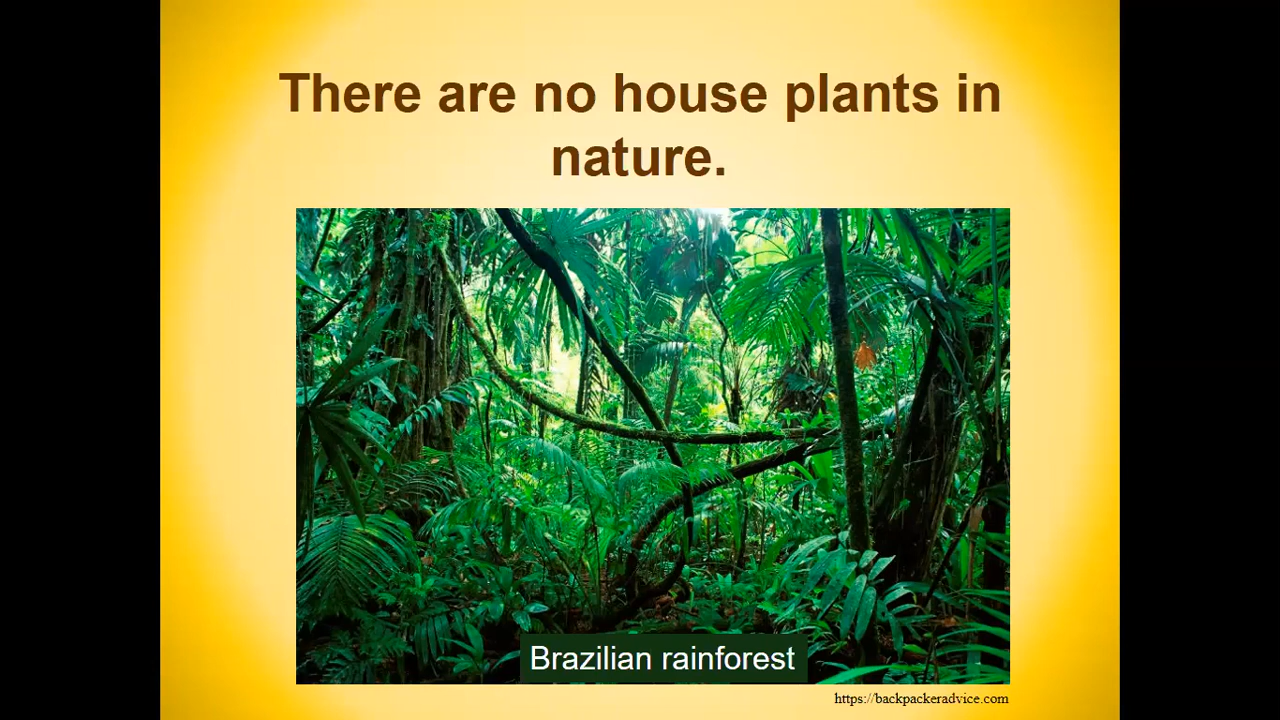 There are no house plants in
nature.
Brazilian rainforest
https://backpackeradvice.com